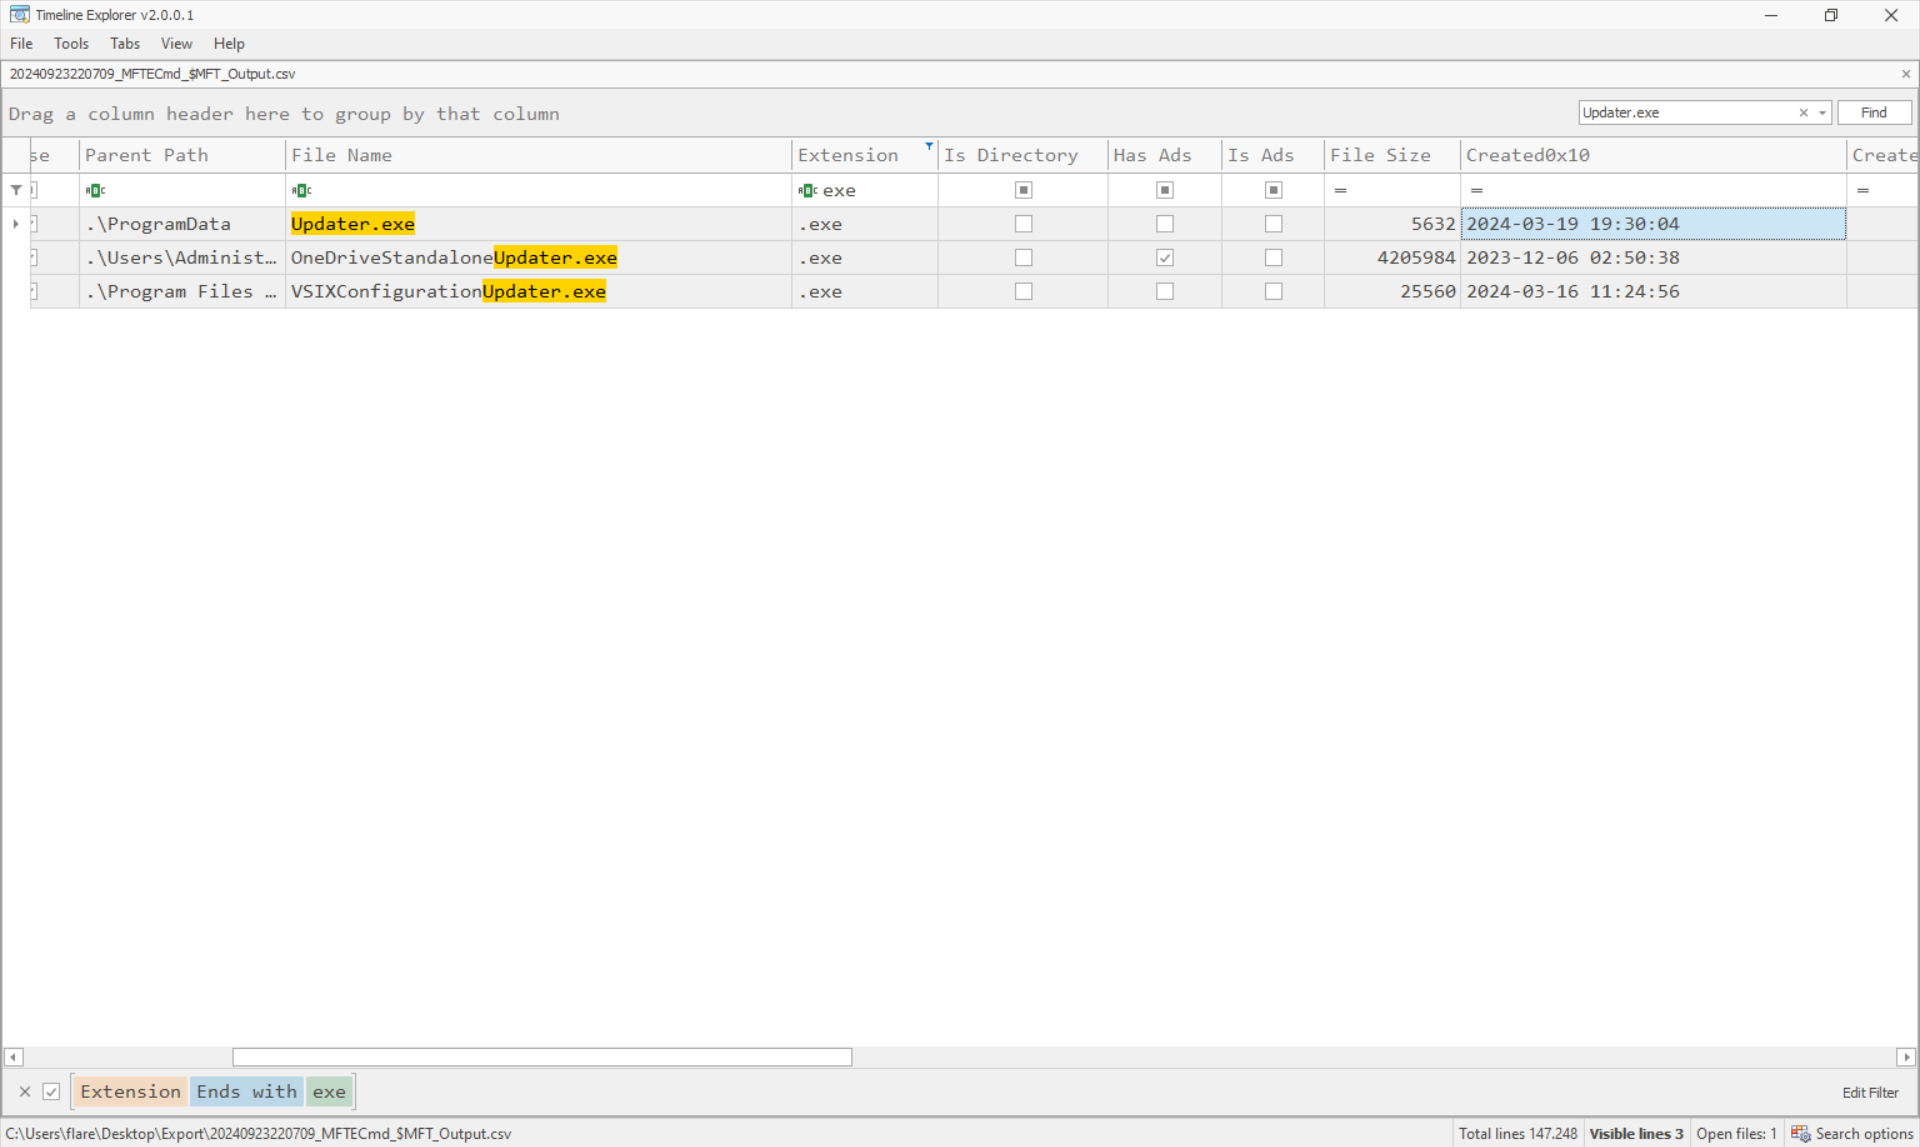 Timeline Explorer v2.0.0.1
File Tools Tabs View Help
20240923220709_MFTECmd_$MFT_Output.csv
Drag a column header here to group by that column
Updater.exe Find
se Parent Path File Name Extension Is Directory Has Ads Is Ads File Size Created0x10 Create
exe = = =
.\ProgramData Updater.exe .exe 5632 2024-03-19 19:30:04
.\Users\Administ… OneDriveStandaloneUpdater.exe .exe 4205984 2023-12-06 02:50:38
.\Program Files … VSIXConfigurationUpdater.exe .exe 25560 2024-03-16 11:24:56
Extension Ends with exe Edit Filter
C:\Users\flare\Desktop\Export\20240923220709_MFTECmd_$MFT_Output.csv Total lines 147.248 Visible lines 3 Open files: 1 Search options